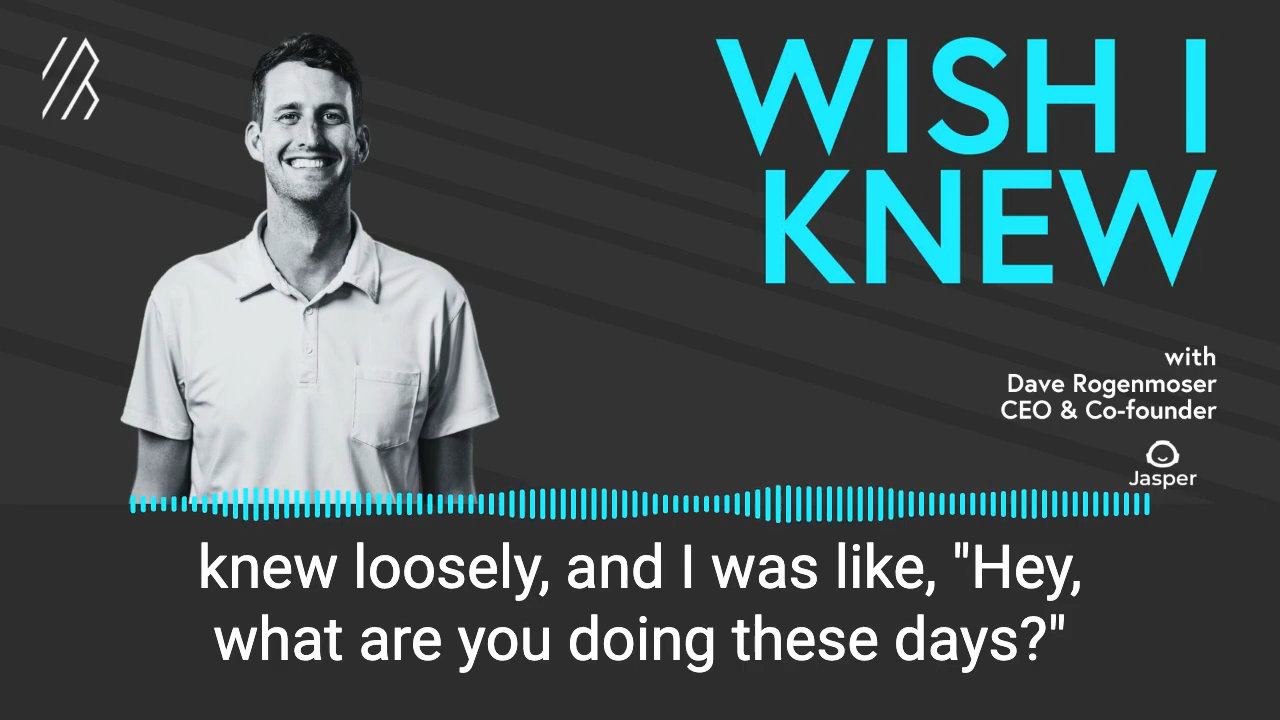 WISH I
KNEW
with
Dave Rogenmoser
CEO & Co-founder
Jasper
knew loosely, and I was like, "Hey,
what are you doing these days?"